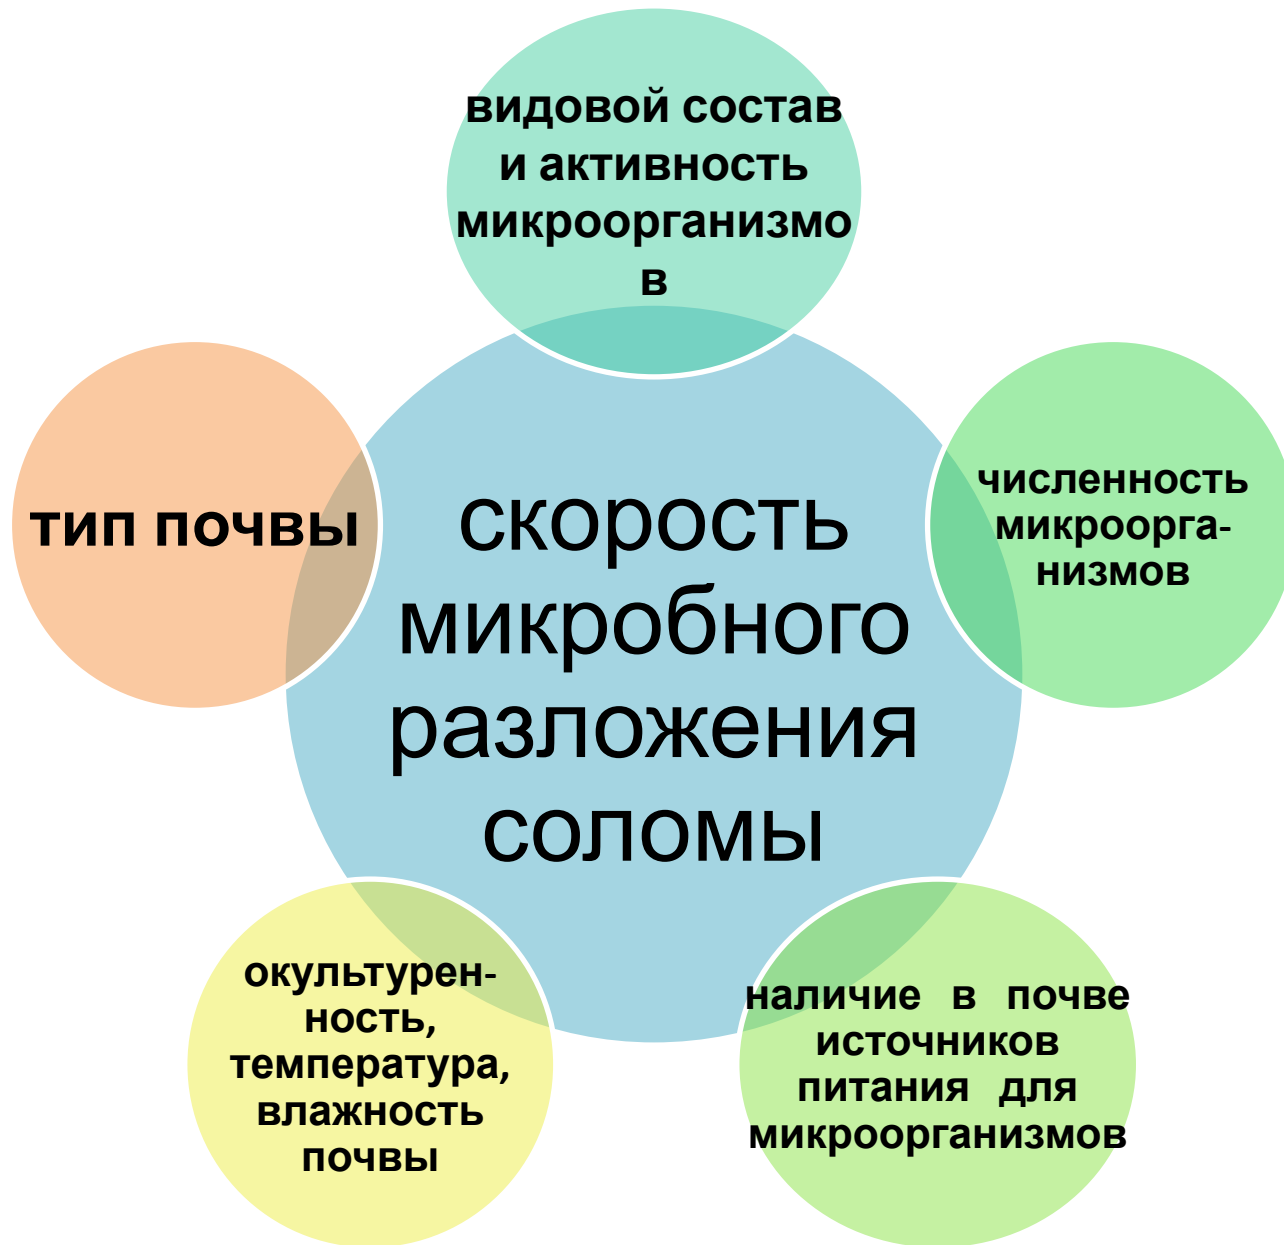 видовой состав
и активность
микроорганизмо
в
тип почвы
скорость
микробного
разложения
соломы
численность
микроорга-
низмов
окультурен-
ность,
температура,
влажность
почвы
наличие в почве
источников
питания для
микроорганизмов